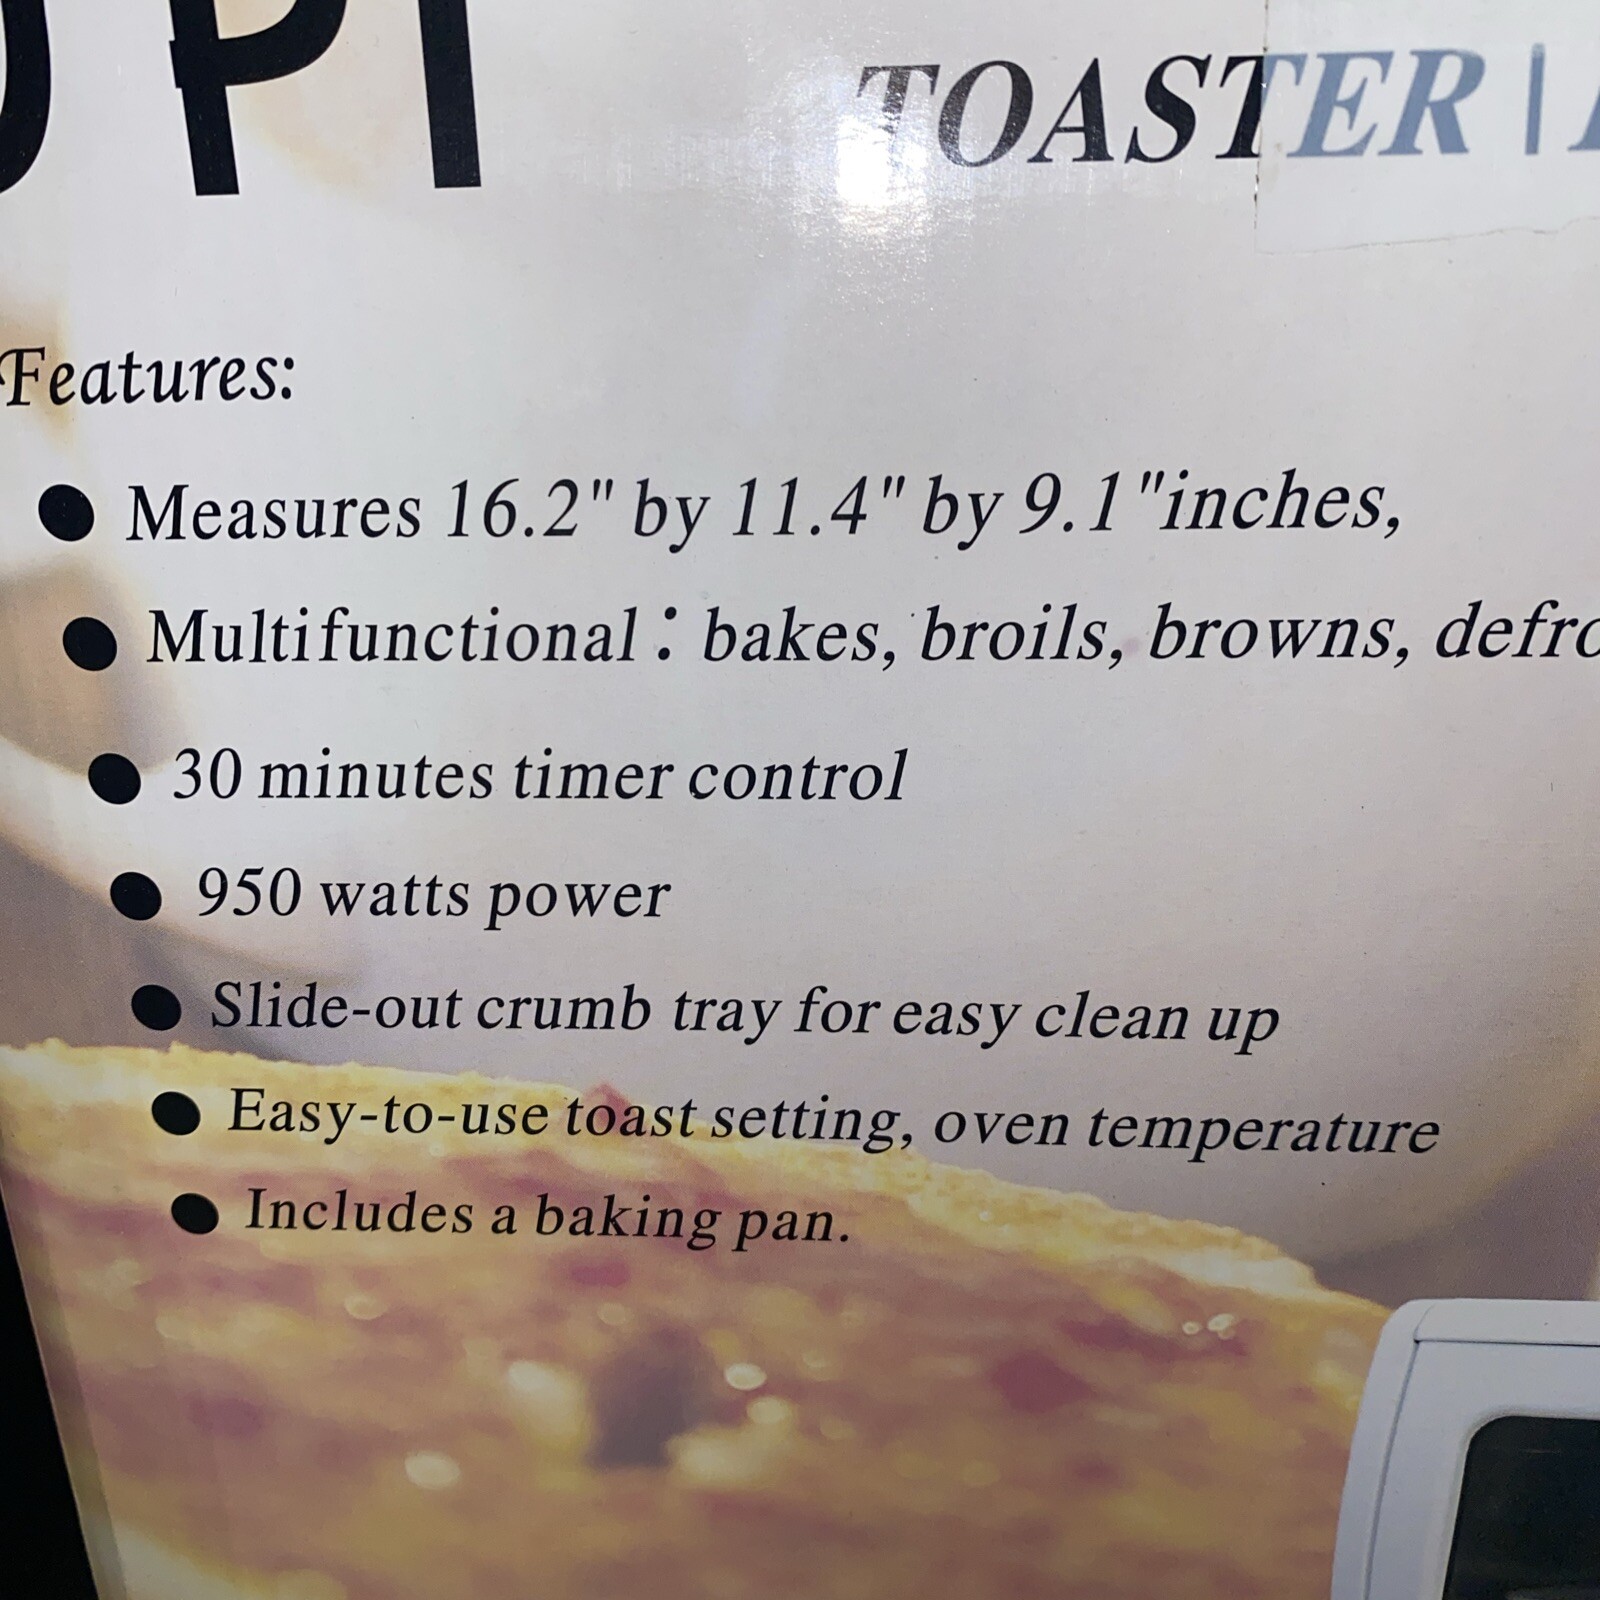 UPI TOASTER |
Features:
● Measures 16.2" by 11.4" by 9.1"inches,
● Multifunctional: bakes, broils, browns, defro
● 30 minutes timer control
● 950 watts power
● Slide-out crumb tray for easy clean up
● Easy-to-use toast setting, oven temperature
● Includes a baking pan.